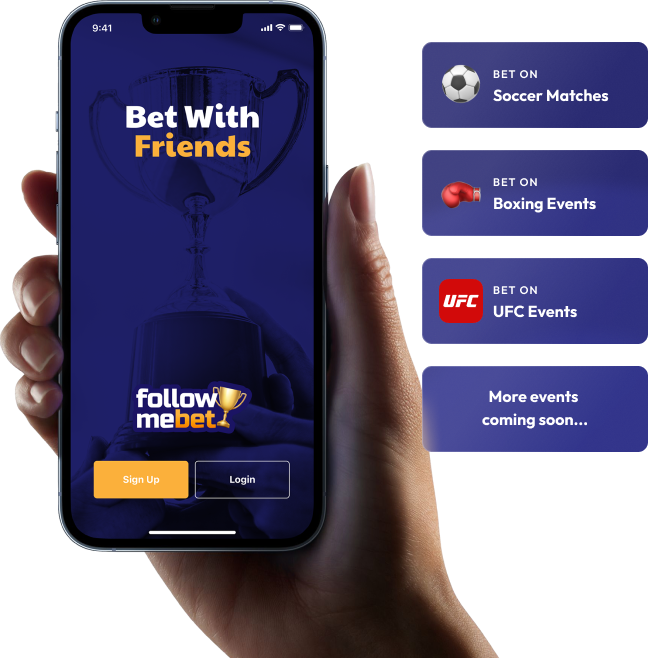 9:41
Bet With
Friends
follow
mebet
Sign Up
Login
BET ON
Soccer Matches
BET ON
Boxing Events
UFC
BET ON
UFC Events
More events
coming soon...